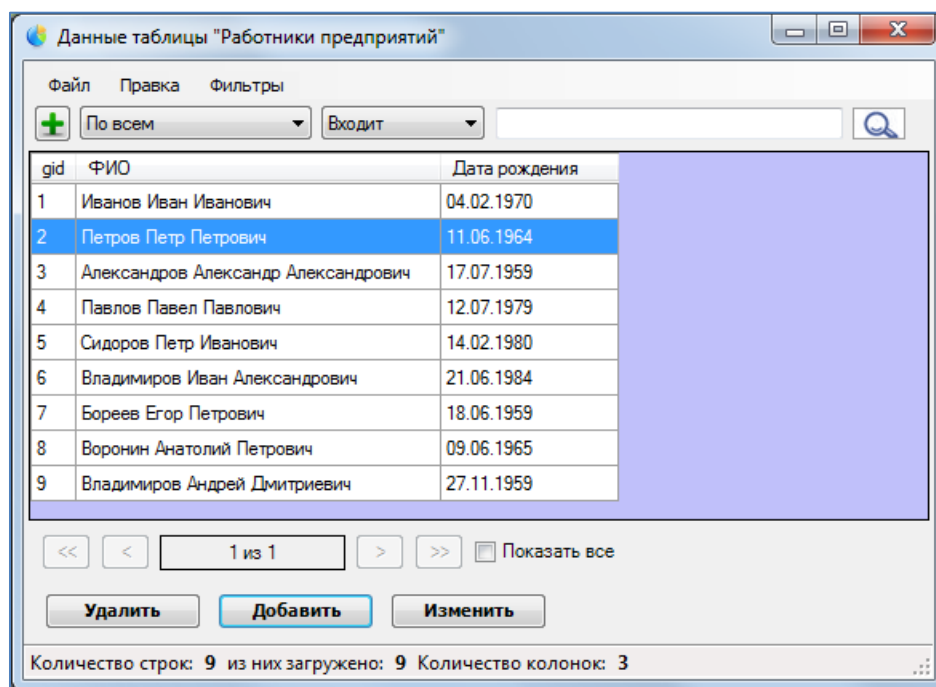 Данные таблицы "Работники предприятий"
Файл Правка Фильтры
По всем Входит
gid ФИО Дата рождения
1 Иванов Иван Иванович 04.02.1970
2 Петров Петр Петрович 11.06.1964
3 Александров Александр Александрович 17.07.1959
4 Павлов Павел Павлович 12.07.1979
5 Сидоров Петр Иванович 14.02.1980
6 Владимиров Иван Александрович 21.06.1984
7 Бореев Егор Петрович 18.06.1959
8 Воронин Анатолий Петрович 09.06.1965
9 Владимиров Андрей Дмитриевич 27.11.1959
<< < 1 из 1 > >> Показать все
Удалить Добавить Изменить
Количество строк: 9 из них загружено: 9 Количество колонок: 3